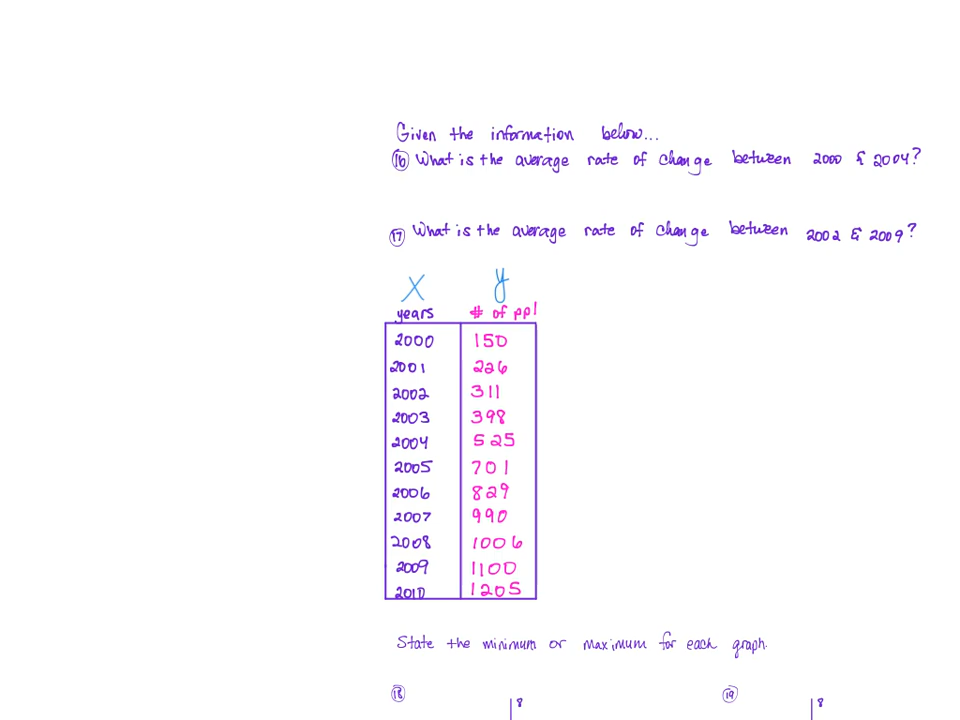 Given the information below...
16 What is the average rate of change between 2000 & 2004?
17 What is the average rate of change between 2002 & 2009?
x y
years # of ppl
2000 150
2001 226
2002 311
2003 398
2004 525
2005 701
2006 829
2007 990
2008 1006
2009 1100
2010 1205
State the minimum or maximum for each graph.
18 19
8 8